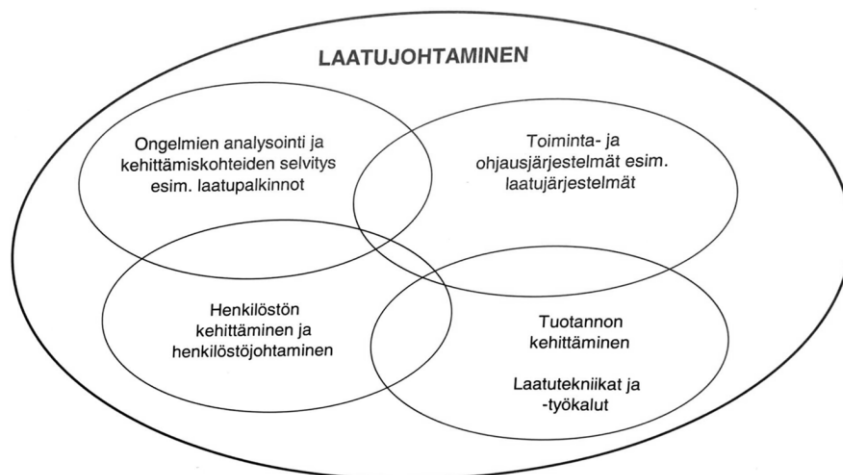 LAATUJOHTAMINEN
Ongelmien analysointi ja
kehittämiskohteiden selvitys
esim. laatupalkinnot
Toiminta- ja
ohjausjärjestelmät esim.
laatujärjestelmät
Henkilöstön
kehittäminen ja
henkilöstöjohtaminen
Tuotannon
kehittäminen
Laatutekniikat ja
-työkalut